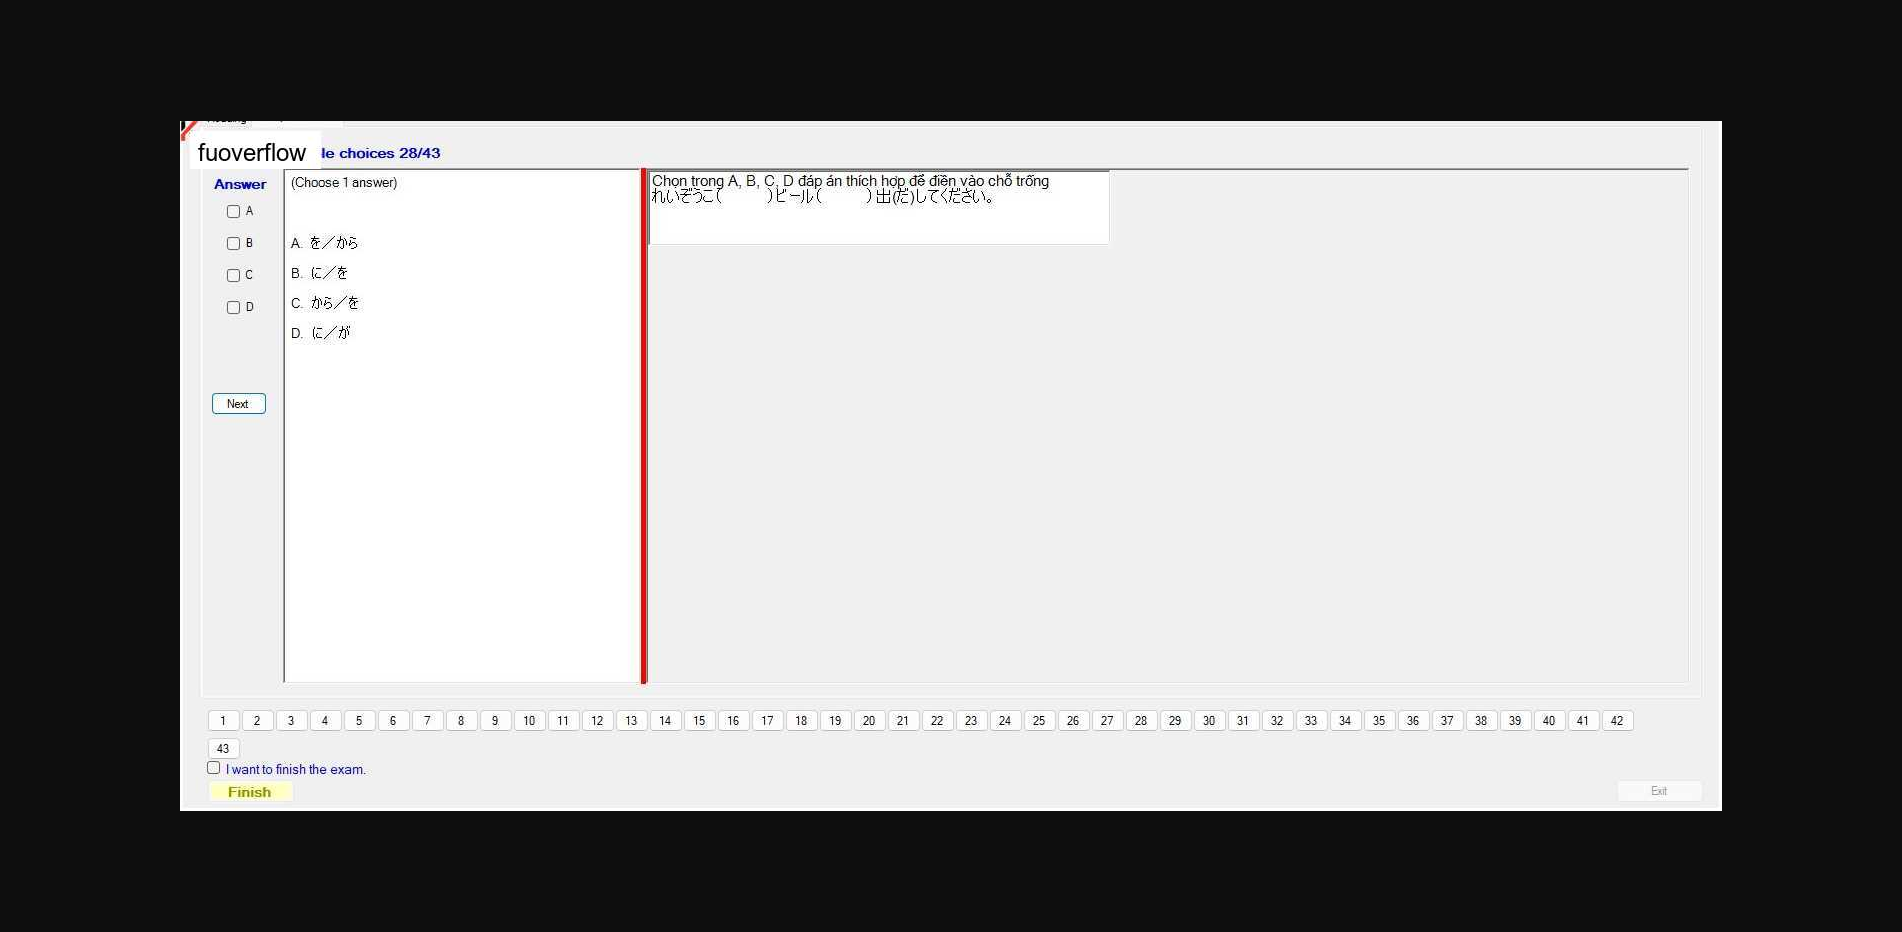 fuoverflow
le choices 28/43
Answer
(Choose 1 answer)
A
B
C
D
A. を／から
B. に／を
C. から／を
D. に／が
Next
Chọn trong A, B, C, D đáp án thích hợp để điền vào chỗ trống
れいぞうこ( )ビール( )出(だ)してください。
1 2 3 4 5 6 7 8 9 10 11 12 13 14 15 16 17 18 19 20 21 22 23 24 25 26 27 28 29 30 31 32 33 34 35 36 37 38 39 40 41 42
43
I want to finish the exam.
Finish
Exit